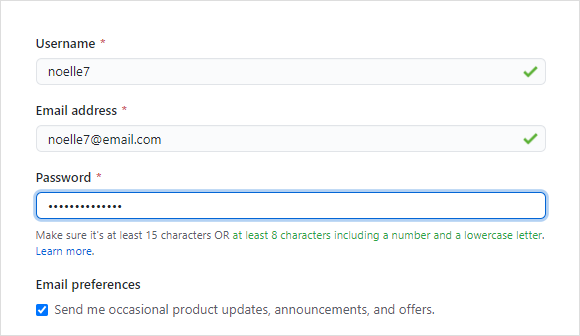 Username *
noelle7
Email address *
noelle7@email.com
Password *
••••••••••••••
Make sure it's at least 15 characters OR at least 8 characters including a number and a lowercase letter.
Learn more.
Email preferences
Send me occasional product updates, announcements, and offers.